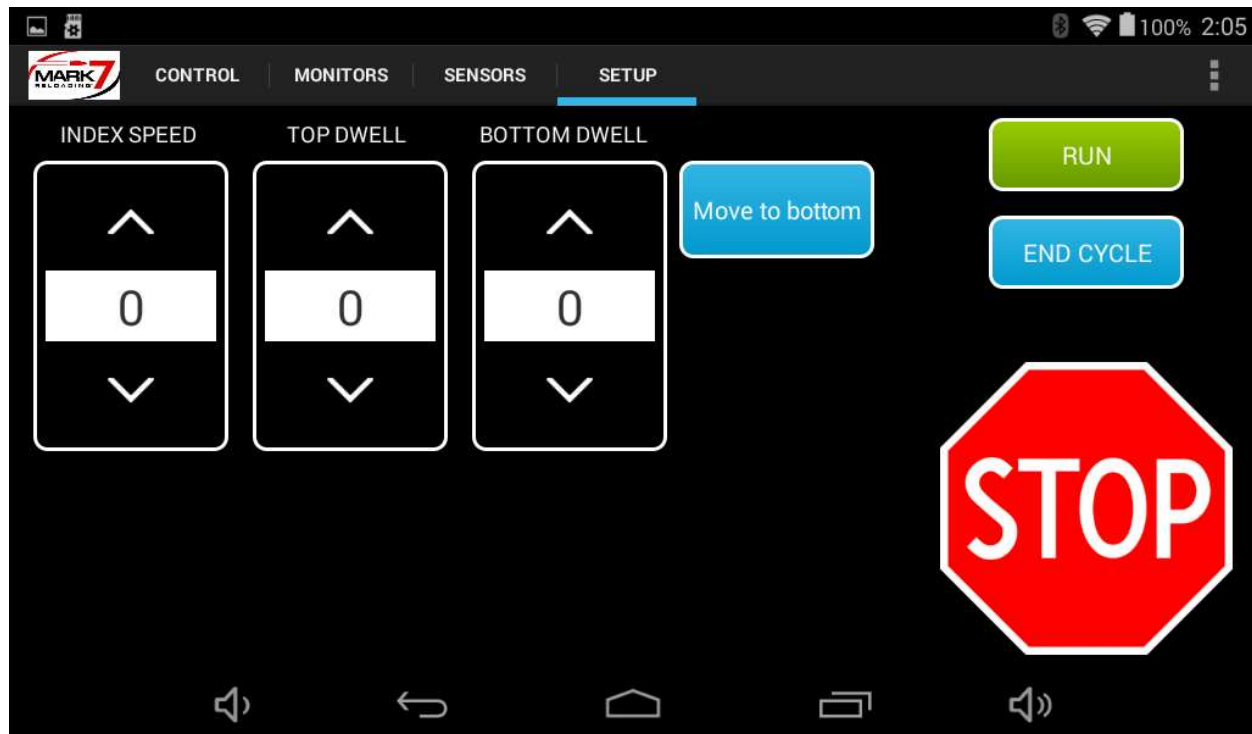 100% 2:05
MARK 7
RELOADING
CONTROL
MONITORS
SENSORS
SETUP
INDEX SPEED
TOP DWELL
BOTTOM DWELL
0
0
0
Move to bottom
RUN
END CYCLE
STOP